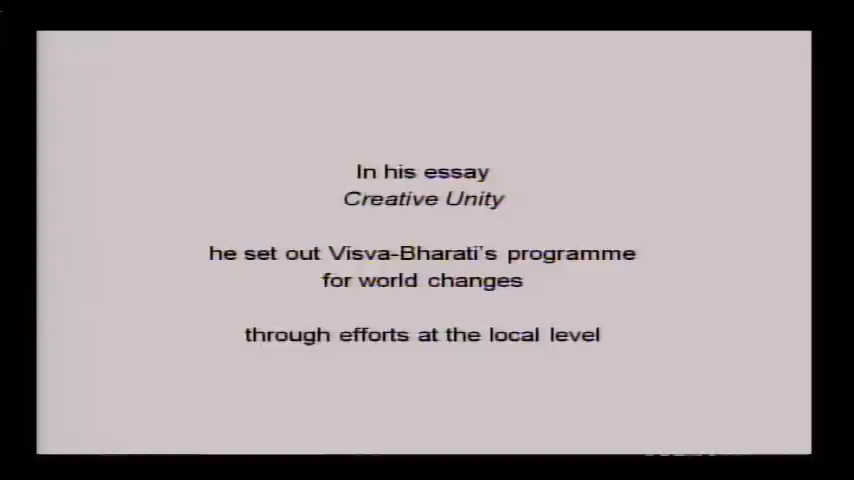 In his essay
Creative Unity
he set out Visva-Bharati's programme
for world changes
through efforts at the local level